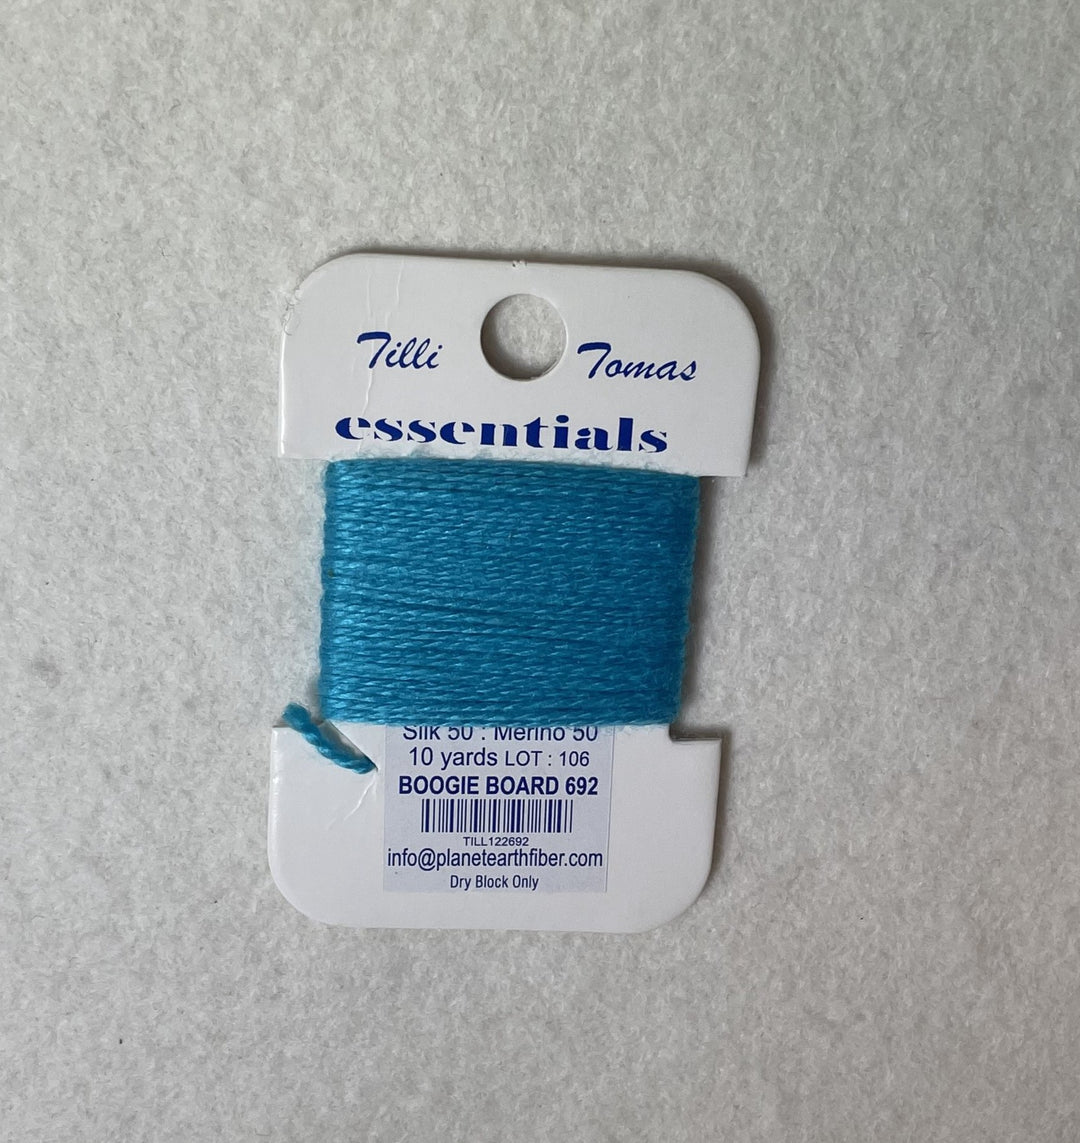 Tilli Tomas
essentials
Silk 50 : Merino 50
10 yards LOT : 106
BOOGIE BOARD 692
TILL122692
info@planetearthfiber.com
Dry Block Only